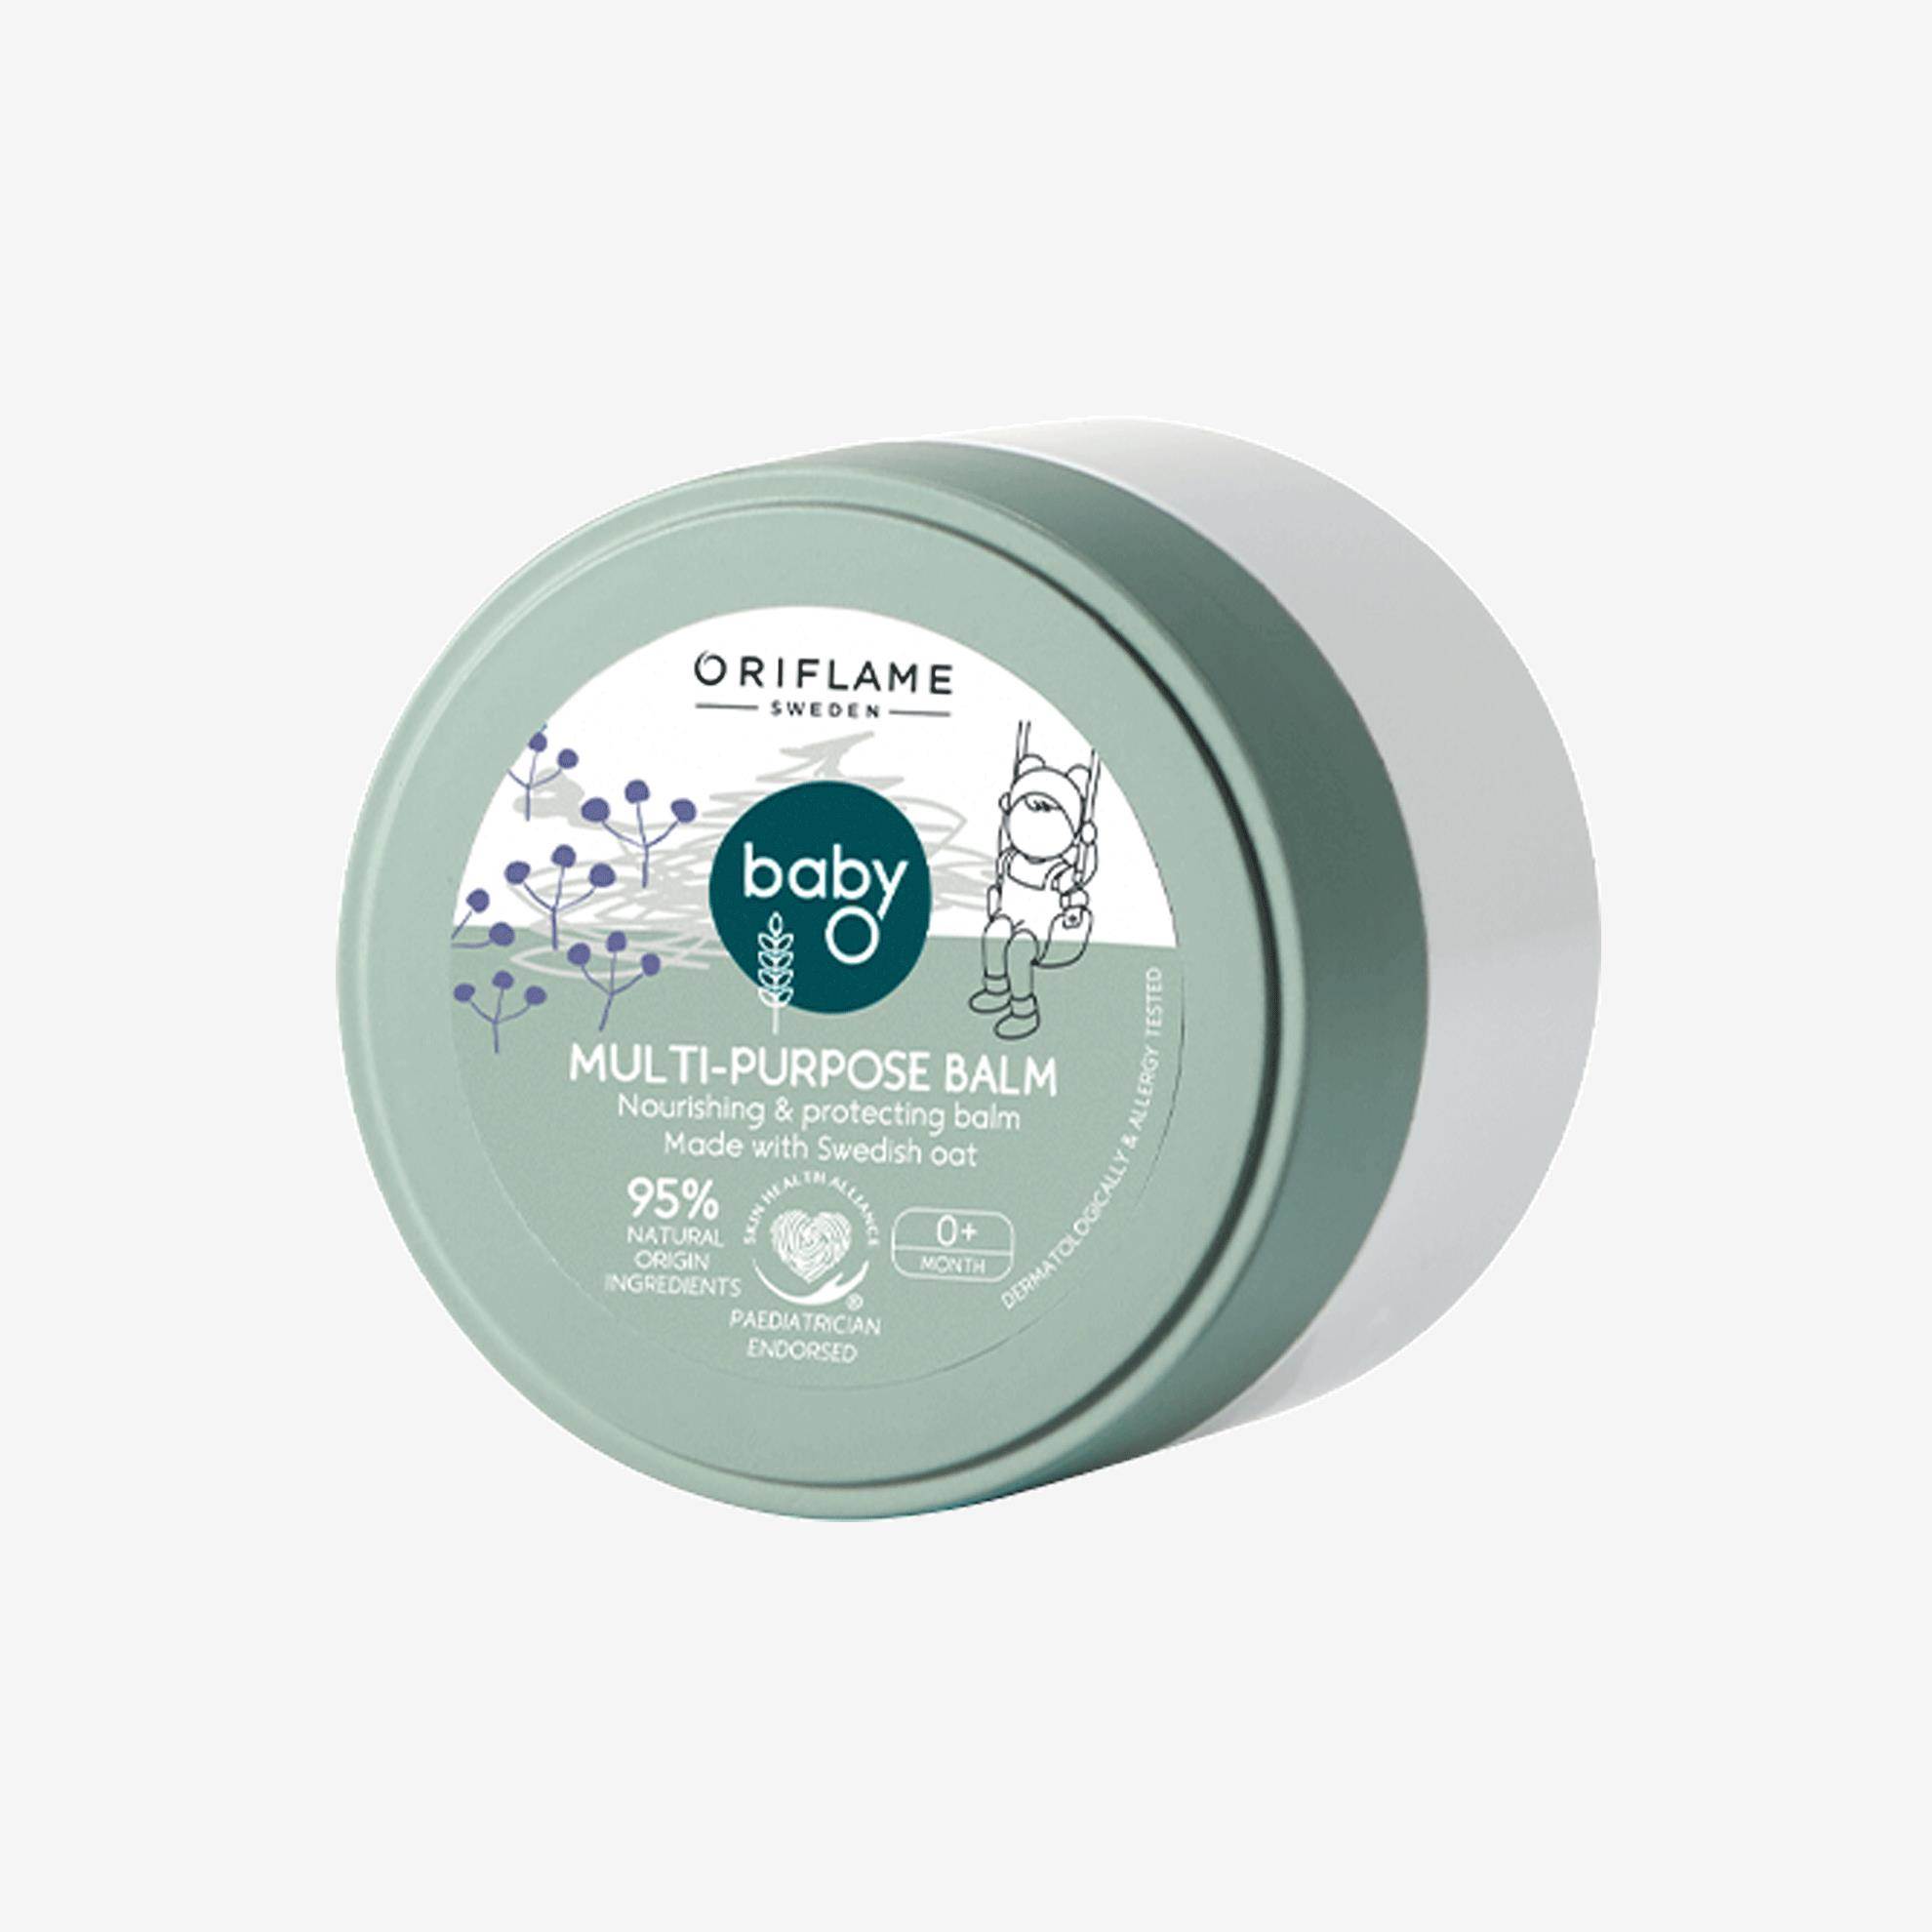 ORIFLAME
SWEDEN
baby
O
MULTI-PURPOSE BALM
Nourishing & protecting balm
Made with Swedish oat
95%
NATURAL
ORIGIN
INGREDIENTS
SKIN HEALTH ALLIANCE
®
PAEDIATRICIAN
ENDORSED
0+
MONTH
DERMATOLOGICALLY & ALLERGY TESTED